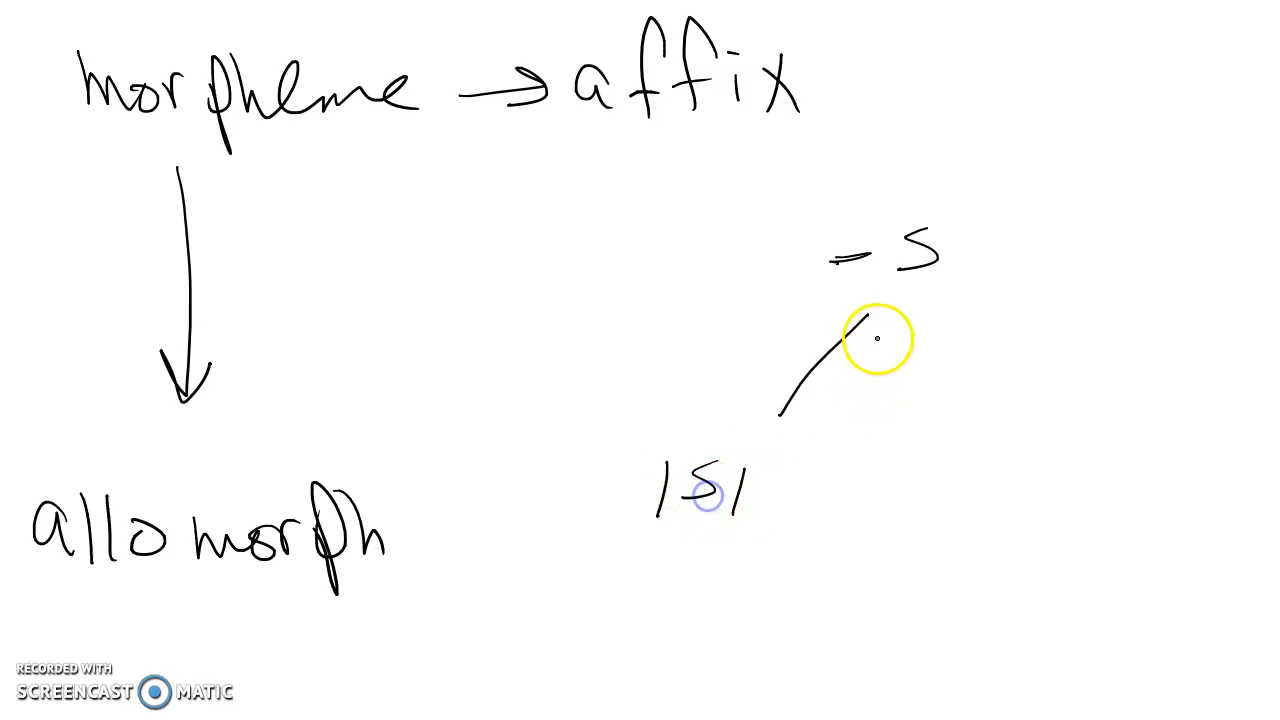 morpheme → affix
- s
/s/
allomorph
RECORDED WITH
SCREENCAST MATIC